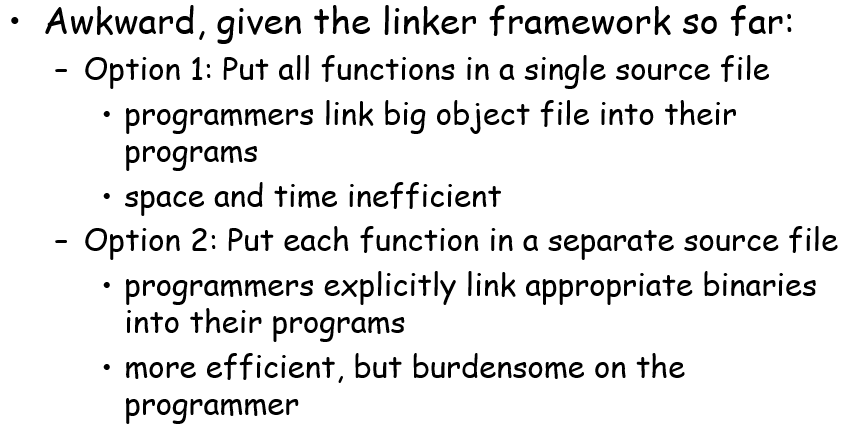 • Awkward, given the linker framework so far:
– Option 1: Put all functions in a single source file
• programmers link big object file into their
programs
• space and time inefficient
– Option 2: Put each function in a separate source file
• programmers explicitly link appropriate binaries
into their programs
• more efficient, but burdensome on the
programmer